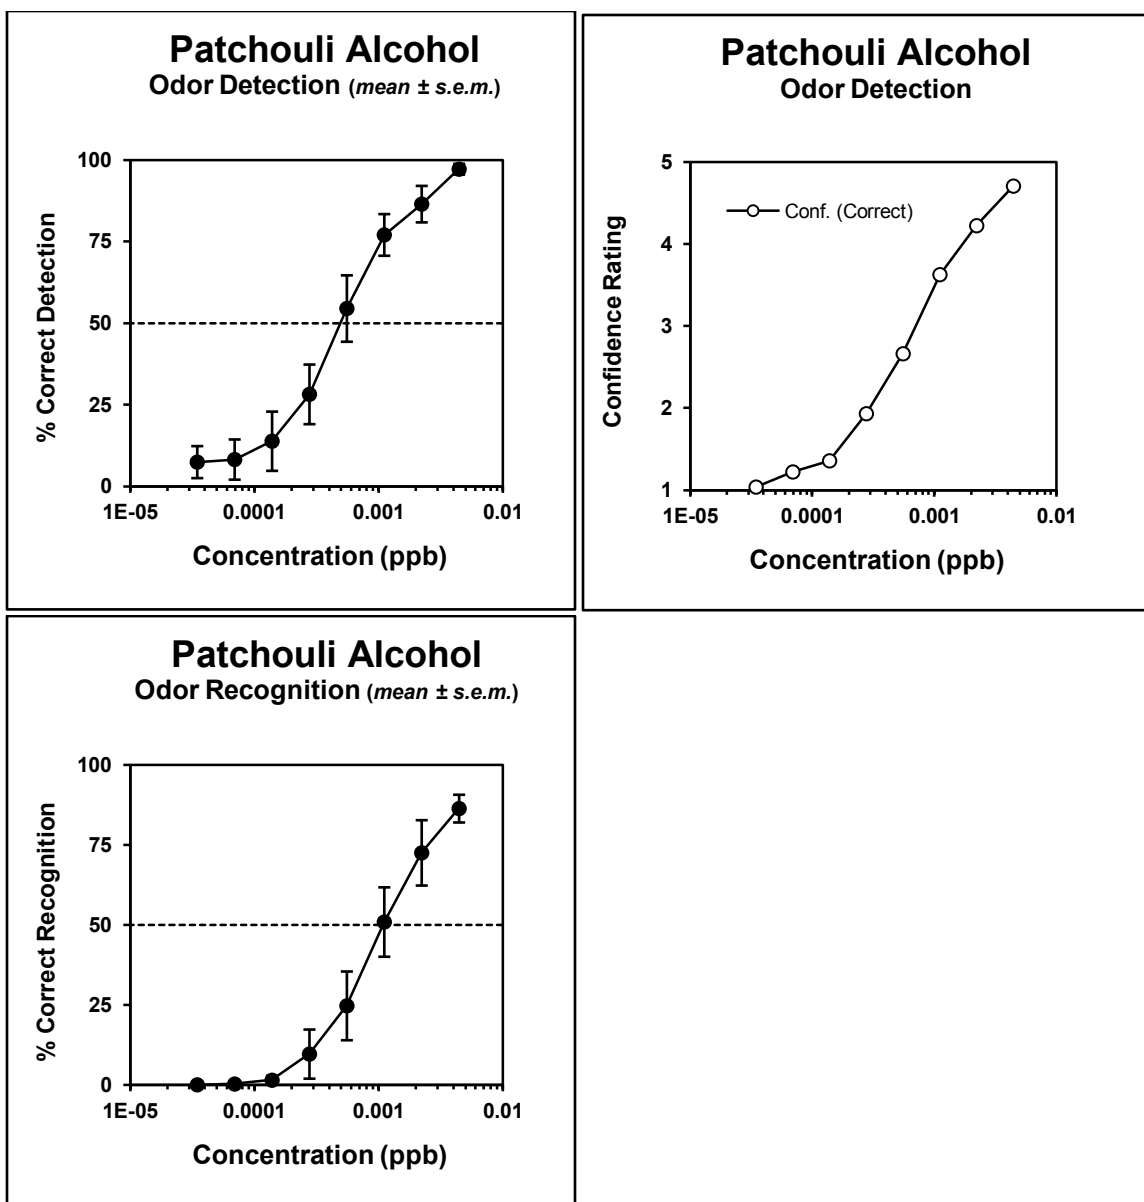 Patchouli Alcohol
Odor Detection (mean ± s.e.m.)
100
75
50
25
0
% Correct Detection
1E-05 0.0001 0.001 0.01
Concentration (ppb)
Patchouli Alcohol
Odor Detection
5
4
3
2
1
Confidence Rating
Conf. (Correct)
1E-05 0.0001 0.001 0.01
Concentration (ppb)
Patchouli Alcohol
Odor Recognition (mean ± s.e.m.)
100
75
50
25
0
% Correct Recognition
1E-05 0.0001 0.001 0.01
Concentration (ppb)